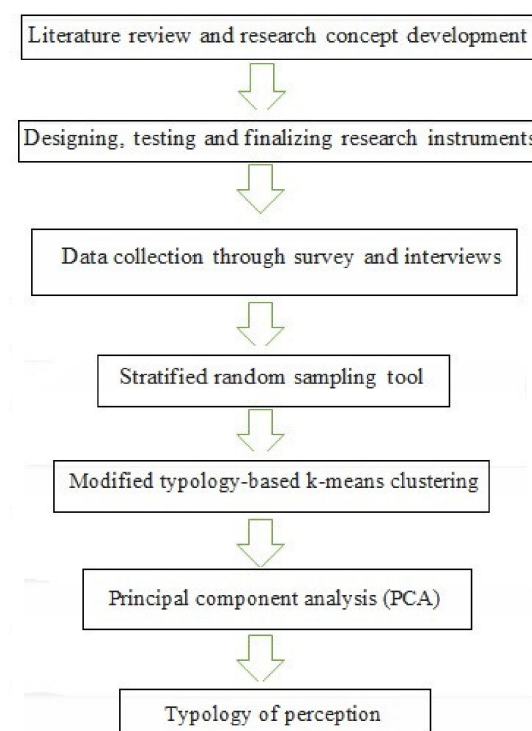 Literature review and research concept development
Designing, testing and finalizing research instruments
Data collection through survey and interviews
Stratified random sampling tool
Modified typology-based k-means clustering
Principal component analysis (PCA)
Typology of perception